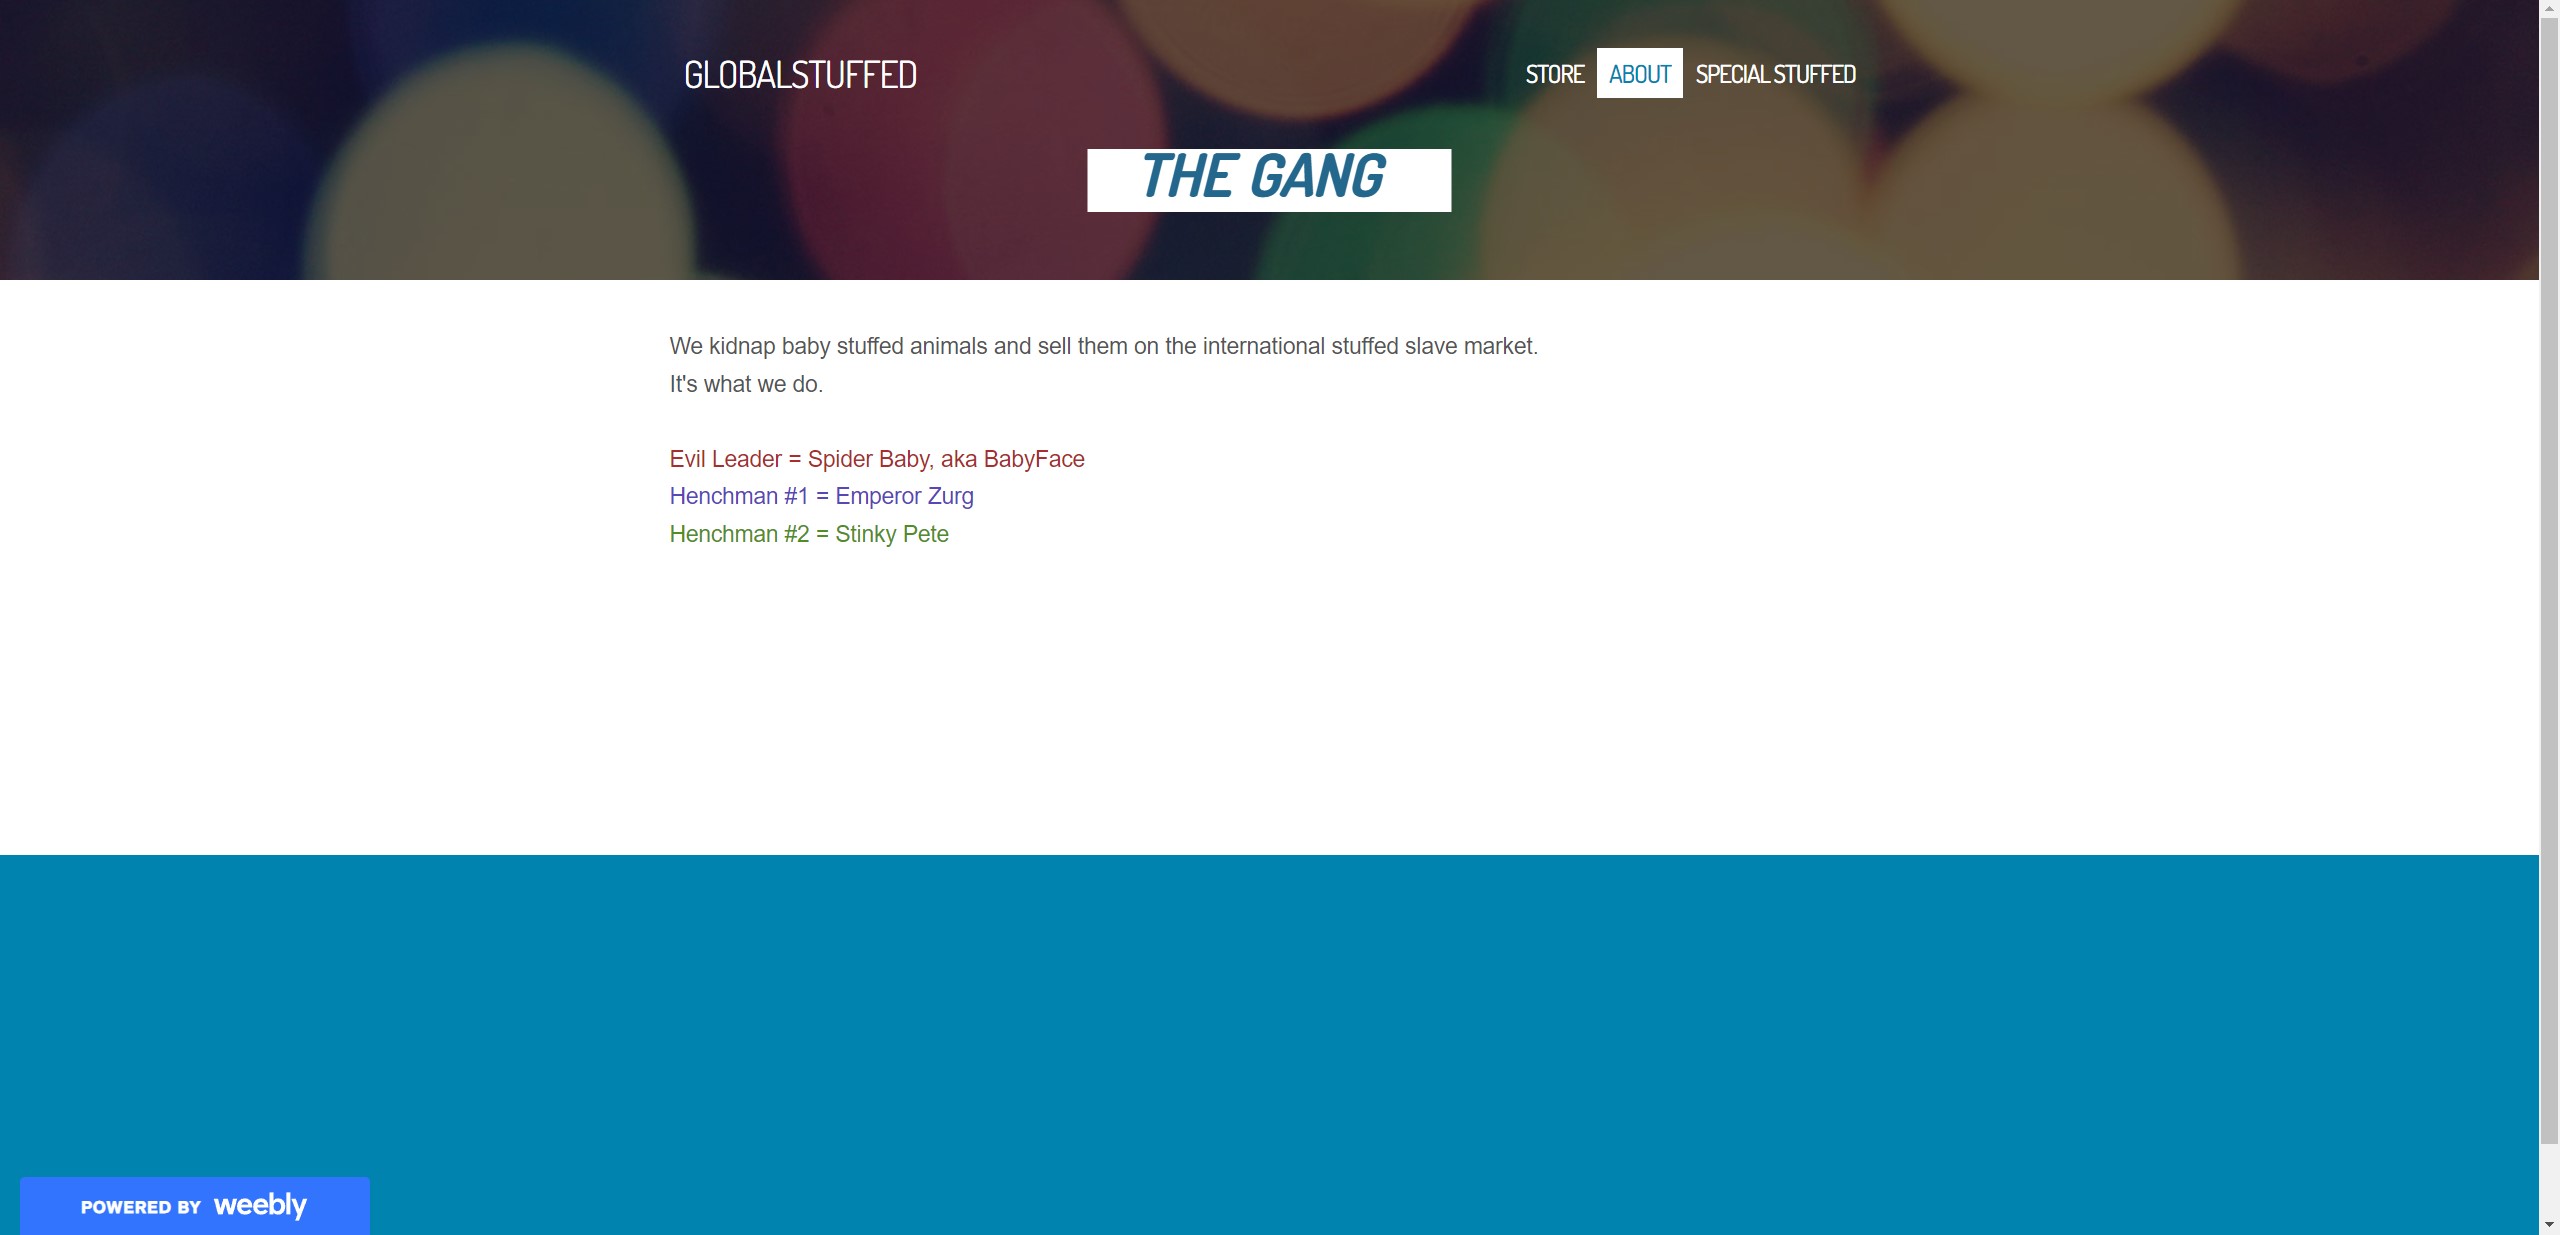 GLOBALSTUFFED
STORE ABOUT SPECIAL STUFFED
THE GANG
We kidnap baby stuffed animals and sell them on the international stuffed slave market.
It's what we do.
Evil Leader = Spider Baby, aka BabyFace
Henchman #1 = Emperor Zurg
Henchman #2 = Stinky Pete
POWERED BY weebly